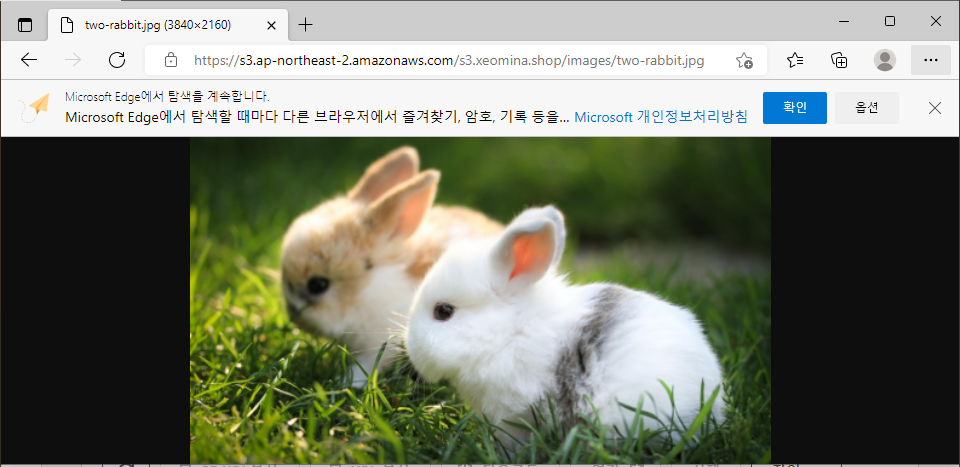 two-rabbit.jpg (3840×2160)
https://s3.ap-northeast-2.amazonaws.com/s3.xeomina.shop/images/two-rabbit.jpg
Microsoft Edge에서 탐색을 계속합니다.
Microsoft Edge에서 탐색할 때마다 다른 브라우저에서 즐겨찾기, 암호, 기록 등을... Microsoft 개인정보처리방침
확인
옵션